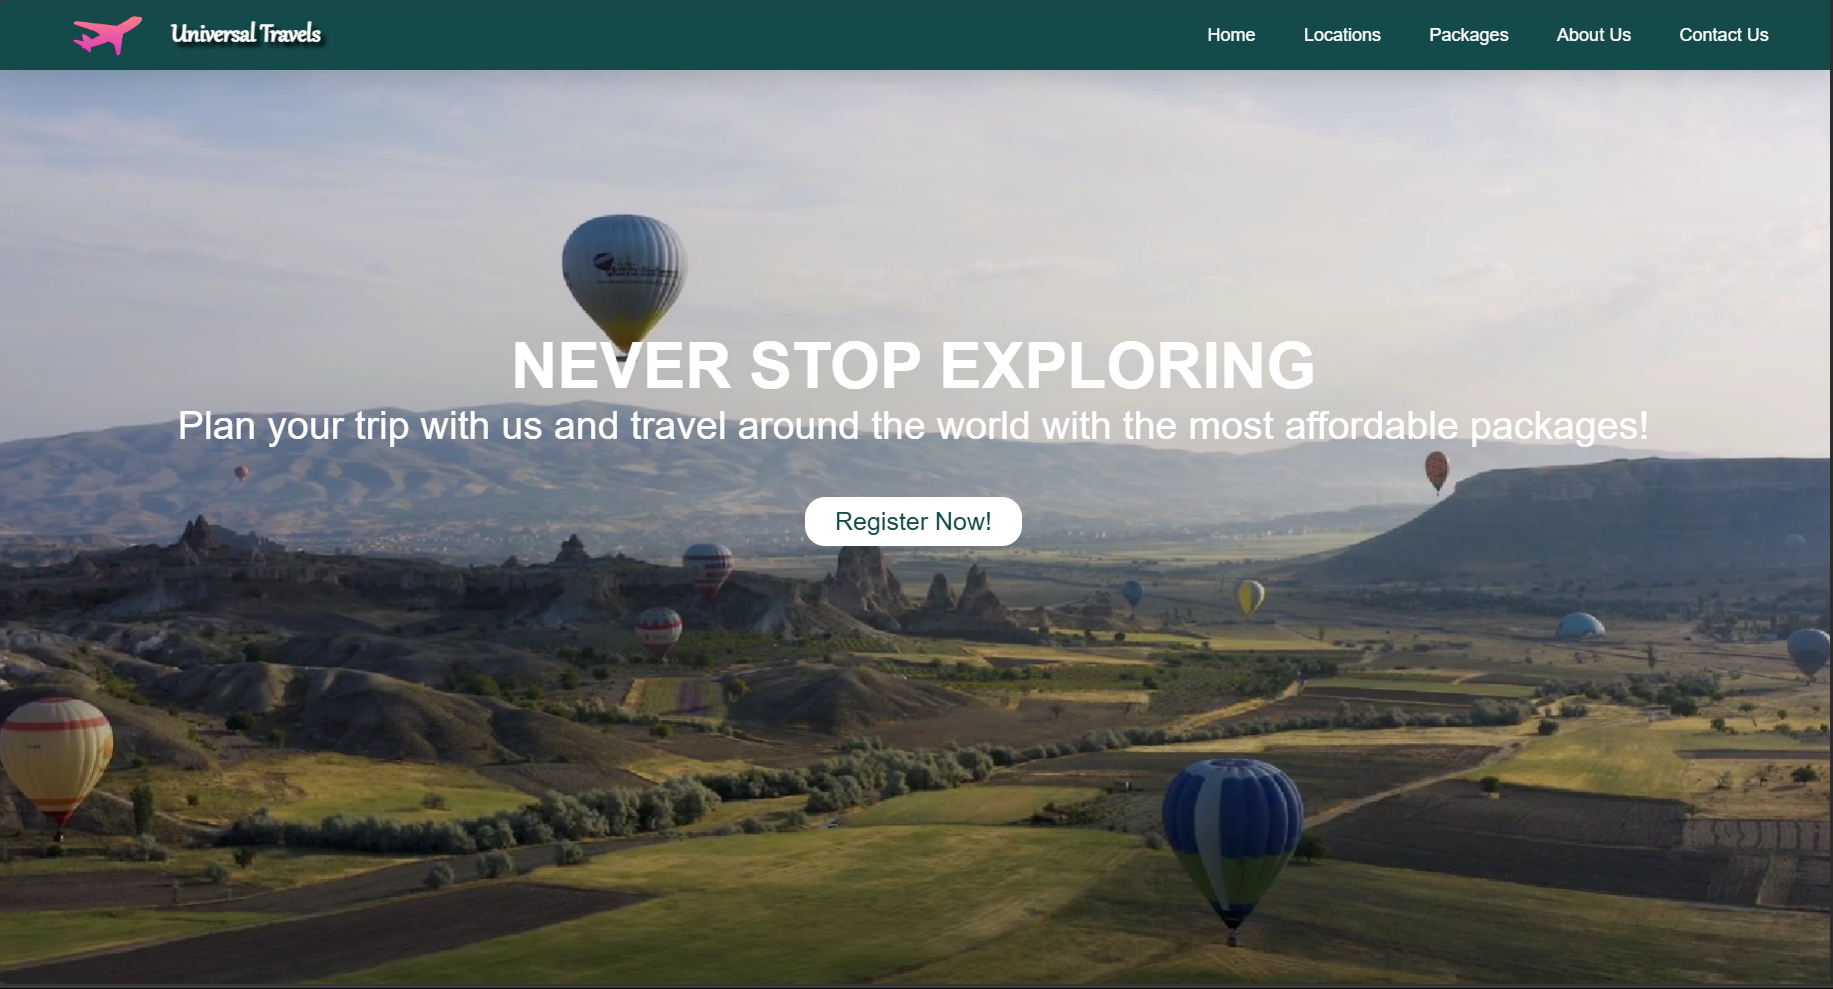 Universal Travels
Home
Locations
Packages
About Us
Contact Us
NEVER STOP EXPLORING
Plan your trip with us and travel around the world with the most affordable packages!
Register Now!